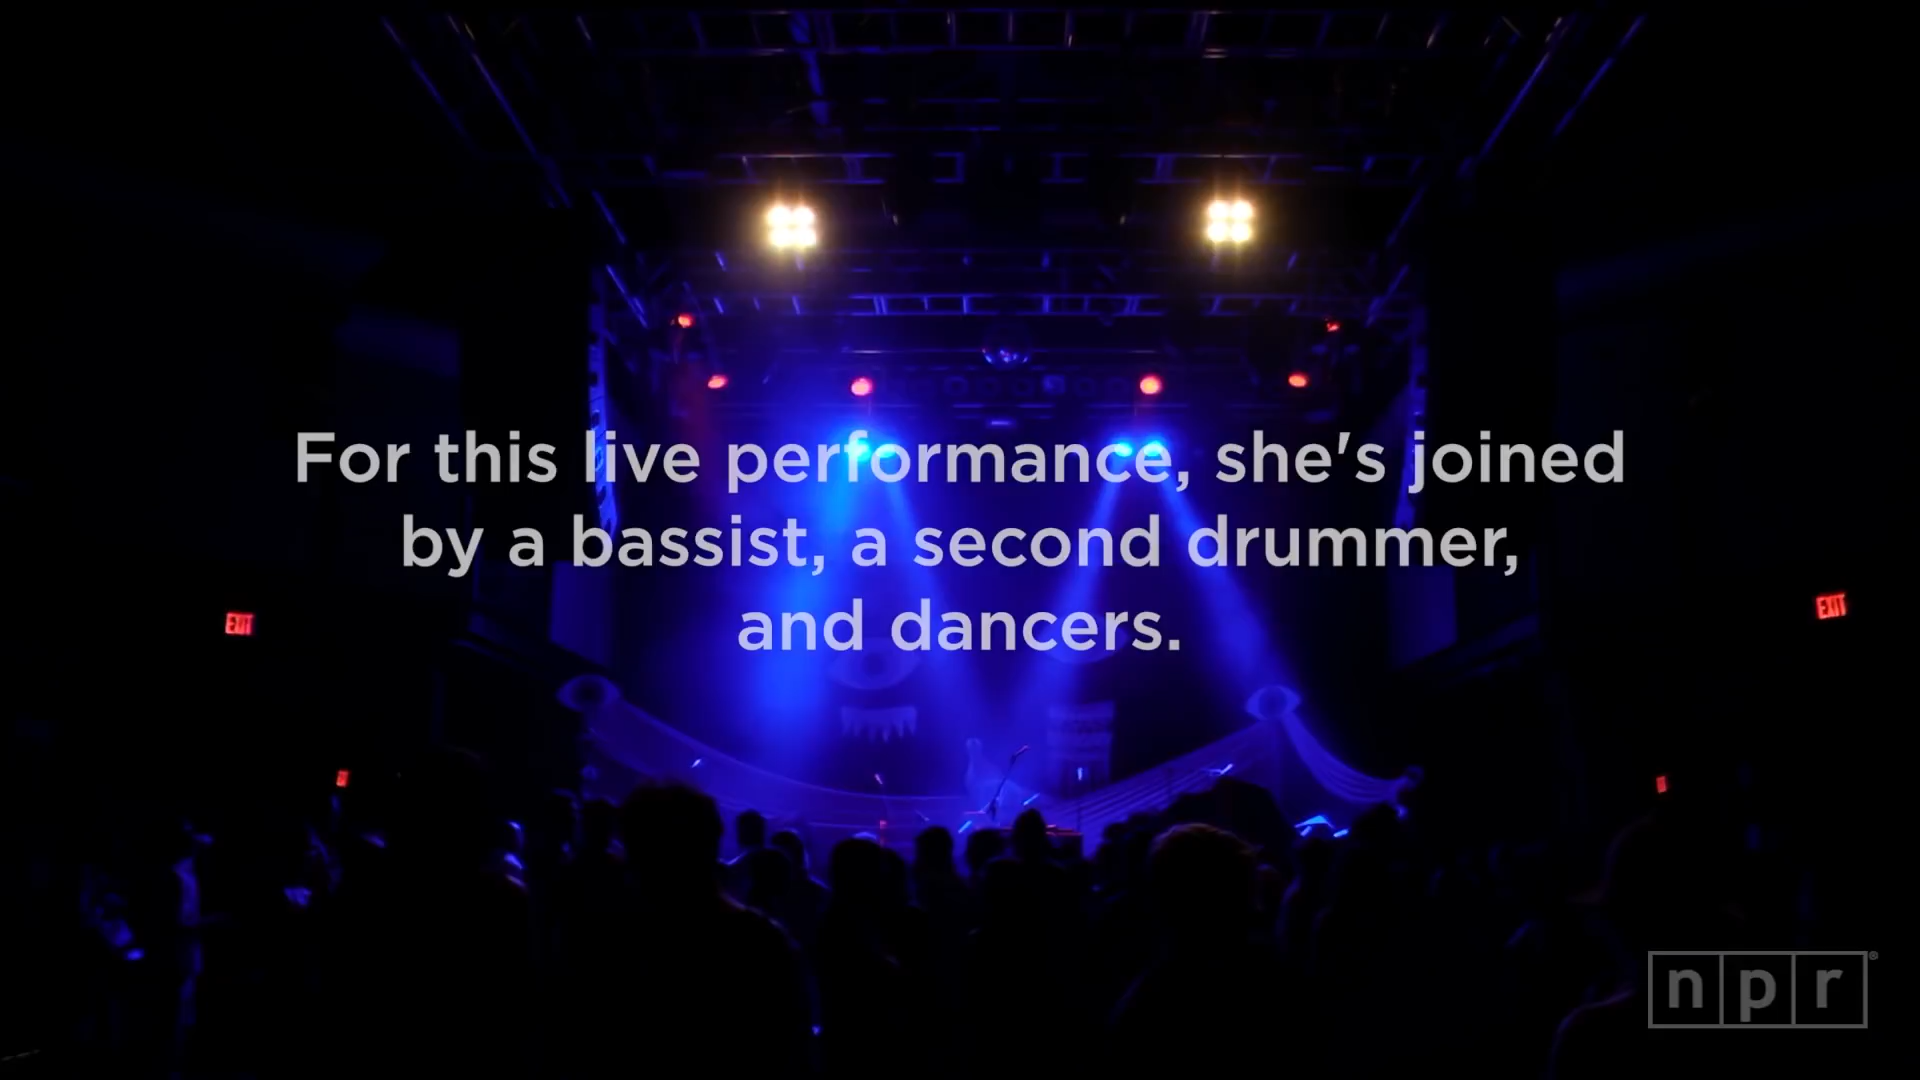 For this live performance, she's joined
by a bassist, a second drummer,
and dancers.
EXIT
EXIT
npr®